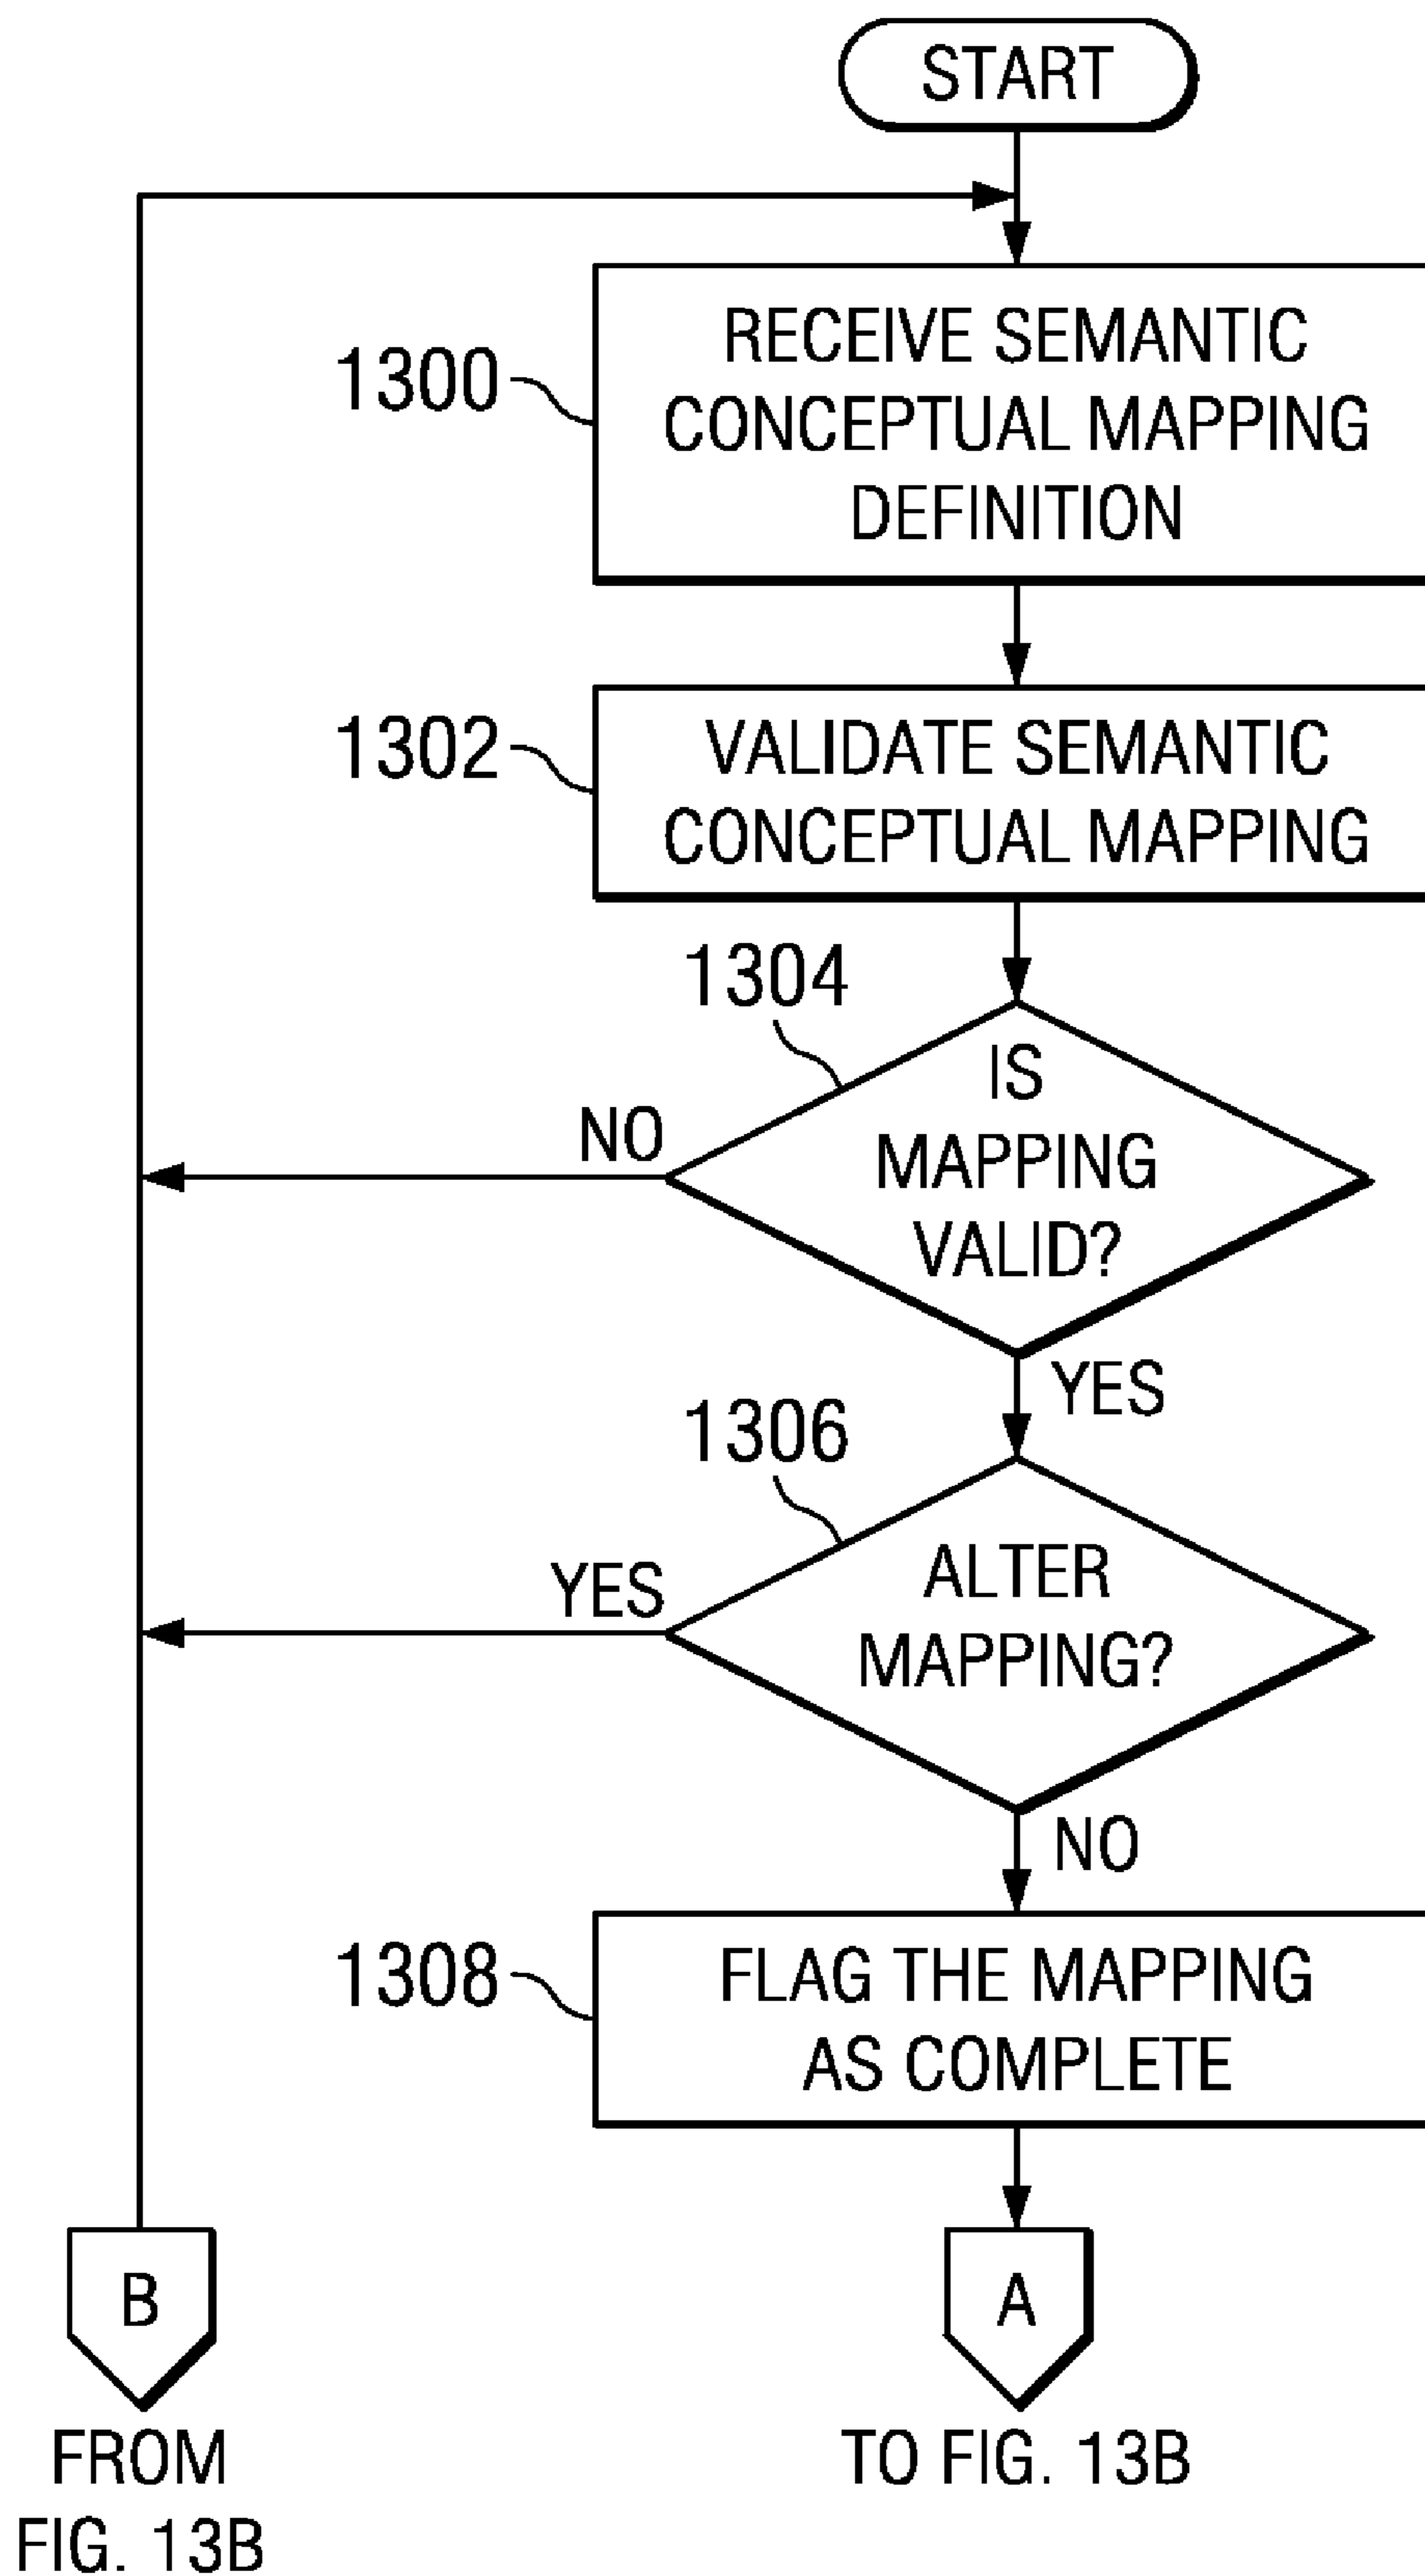 START
1300
RECEIVE SEMANTIC
CONCEPTUAL MAPPING
DEFINITION
1302
VALIDATE SEMANTIC
CONCEPTUAL MAPPING
1304
IS
MAPPING
VALID?
NO
YES
1306
ALTER
MAPPING?
YES
NO
1308
FLAG THE MAPPING
AS COMPLETE
B
FROM
FIG. 13B
A
TO FIG. 13B